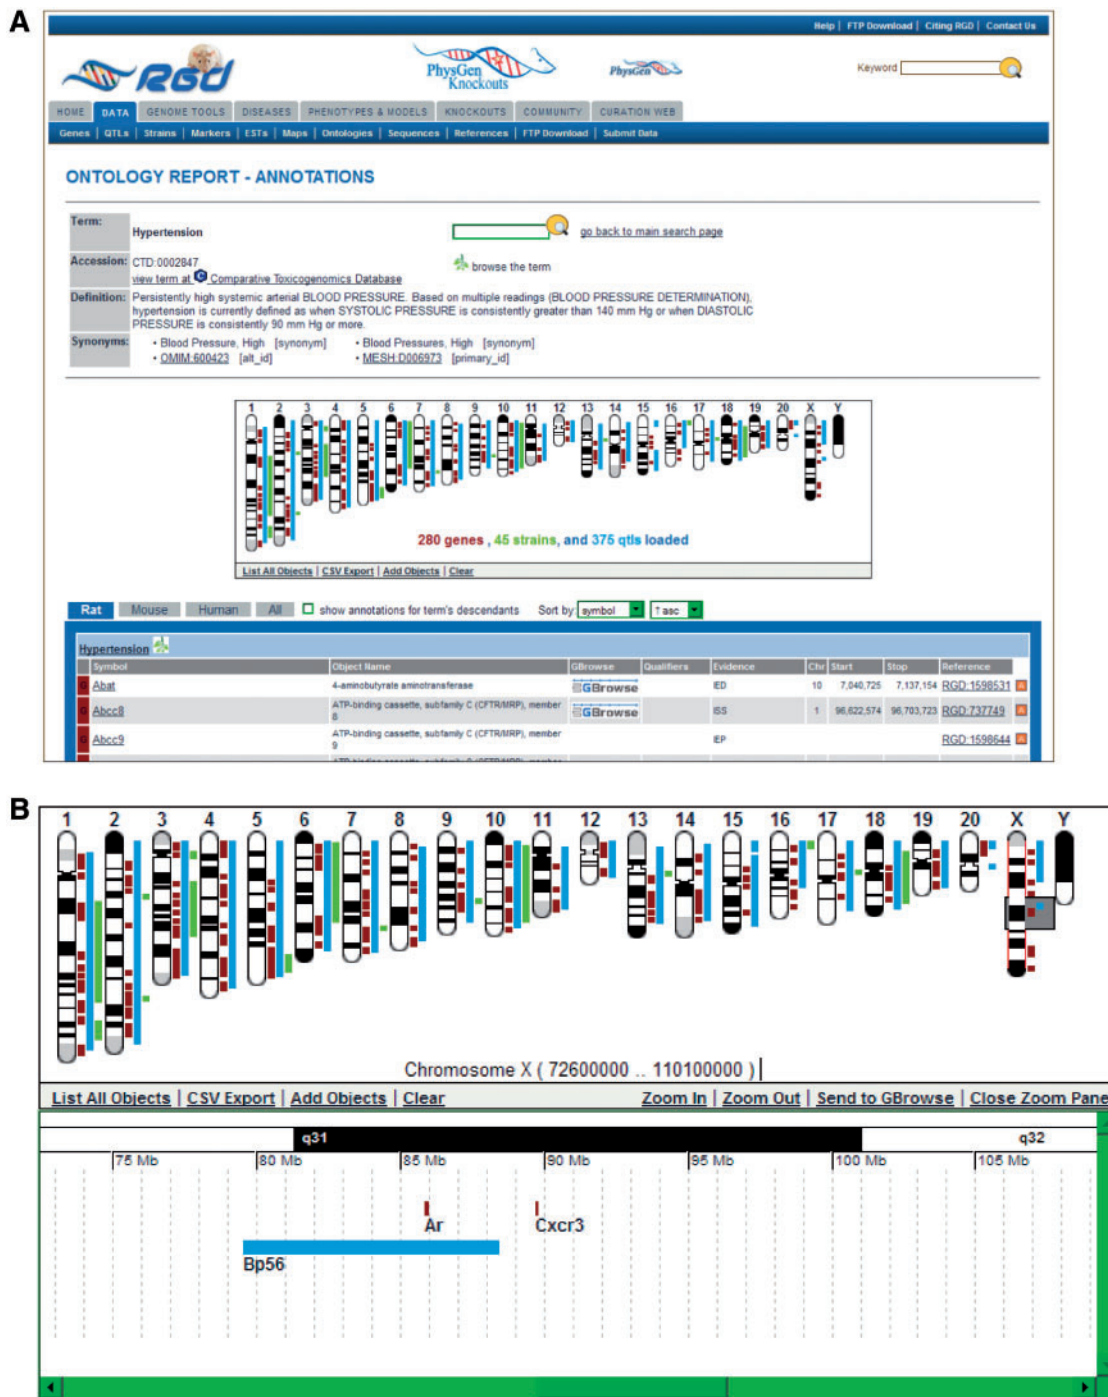 A
Help | FTP Download | Citing RGD | Contact Us
RGD
PhysGen
Knockouts
PhysGen
Keyword
HOME DATA GENOME TOOLS DISEASES PHENOTYPES & MODELS KNOCKOUTS COMMUNITY CURATION WEB
Genes | QTLs | Strains | Markers | ESTs | Maps | Ontologies | Sequences | References | FTP Download | Submit Data
ONTOLOGY REPORT - ANNOTATIONS
Term: Hypertension go back to main search page
Accession: CTD:0002847 browse the term
view term at C Comparative Toxicogenomics Database
Definition: Persistently high systemic arterial BLOOD PRESSURE. Based on multiple readings (BLOOD PRESSURE DETERMINATION),
hypertension is currently defined as when SYSTOLIC PRESSURE is consistently greater than 140 mm Hg or when DIASTOLIC
PRESSURE is consistently 90 mm Hg or more.
Synonyms: • Blood Pressure, High [synonym] • Blood Pressures, High [synonym]
• OMIM:600423 [alt_id] • MESH:D006973 [primary_id]
1 2 3 4 5 6 7 8 9 10 11 12 13 14 15 16 17 18 19 20 X Y
280 genes , 45 strains, and 375 qtls loaded
List All Objects | CSV Export | Add Objects | Clear
Rat Mouse Human All show annotations for term's descendants Sort by: symbol ↑ asc
Hypertension
Symbol Object Name GBrowse Qualifiers Evidence Chr Start Stop Reference
G Abat 4-aminobutyrate aminotransferase GBrowse IED 10 7,040,725 7,137,154 RGD:1598531
G Abcc8 ATP-binding cassette, subfamily C (CFTR/MRP), member 8 GBrowse ISS 1 96,622,574 96,703,723 RGD:737749
G Abcc9 ATP-binding cassette, subfamily C (CFTR/MRP), member 9 IEP RGD:1598644
B
1 2 3 4 5 6 7 8 9 10 11 12 13 14 15 16 17 18 19 20 X Y
Chromosome X ( 72600000 .. 110100000 )
List All Objects | CSV Export | Add Objects | Clear Zoom In | Zoom Out | Send to GBrowse | Close Zoom Pane
q31 q32
75 Mb 80 Mb 85 Mb 90 Mb 95 Mb 100 Mb 105 Mb
Ar Cxcr3
Bp56